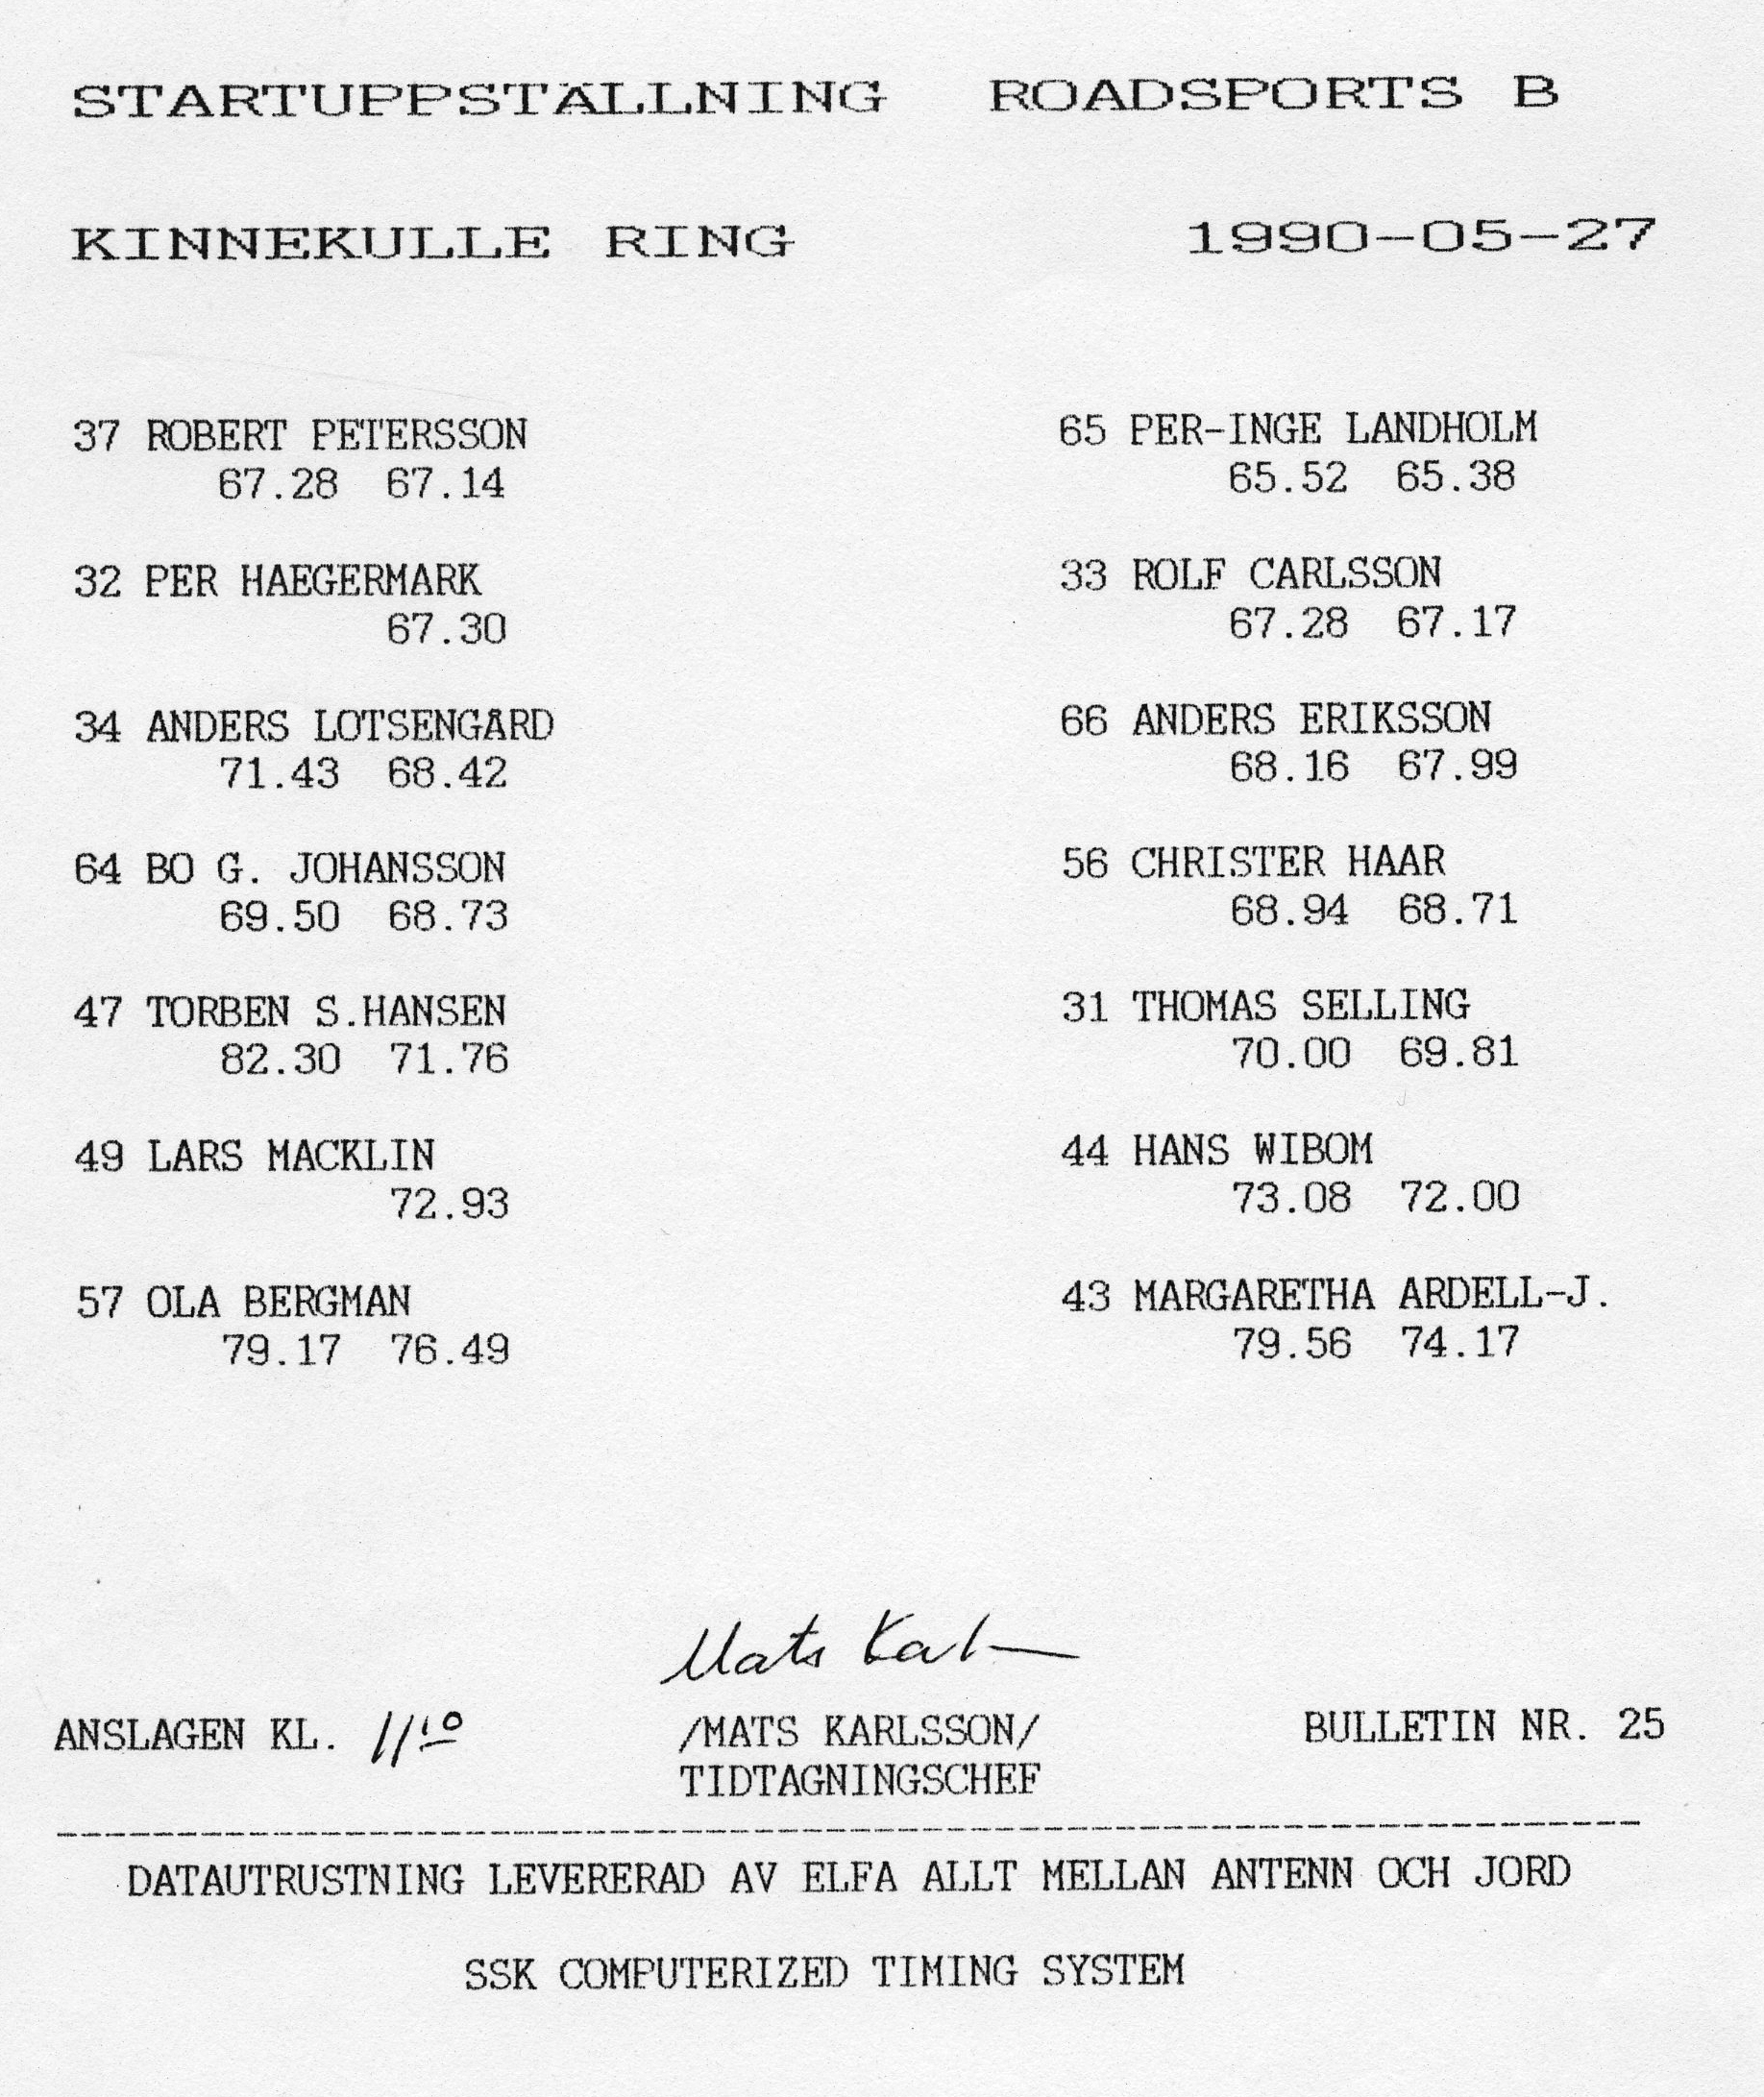 STARTUPPSTÄLLNING ROADSPORTS B
KINNEKULLE RING 1990-05-27
37 ROBERT PETERSSON 65 PER-INGE LANDHOLM
67.28 67.14 65.52 65.38
32 PER HAEGERMARK 33 ROLF CARLSSON
67.30 67.28 67.17
34 ANDERS LOTSENGÅRD 66 ANDERS ERIKSSON
71.43 68.42 68.16 67.99
64 BO G. JOHANSSON 56 CHRISTER HAAR
69.50 68.73 68.94 68.71
47 TORBEN S.HANSEN 31 THOMAS SELLING
82.30 71.76 70.00 69.81
49 LARS MACKLIN 44 HANS WIBOM
72.93 73.08 72.00
57 OLA BERGMAN 43 MARGARETHA ARDELL-J.
79.17 76.49 79.56 74.17
Mats Karl
ANSLAGEN KL. 11 10 /MATS KARLSSON/ BULLETIN NR. 25
TIDTAGNINGSCHEF
DATAUTRUSTNING LEVERERAD AV ELFA ALLT MELLAN ANTENN OCH JORD
SSK COMPUTERIZED TIMING SYSTEM